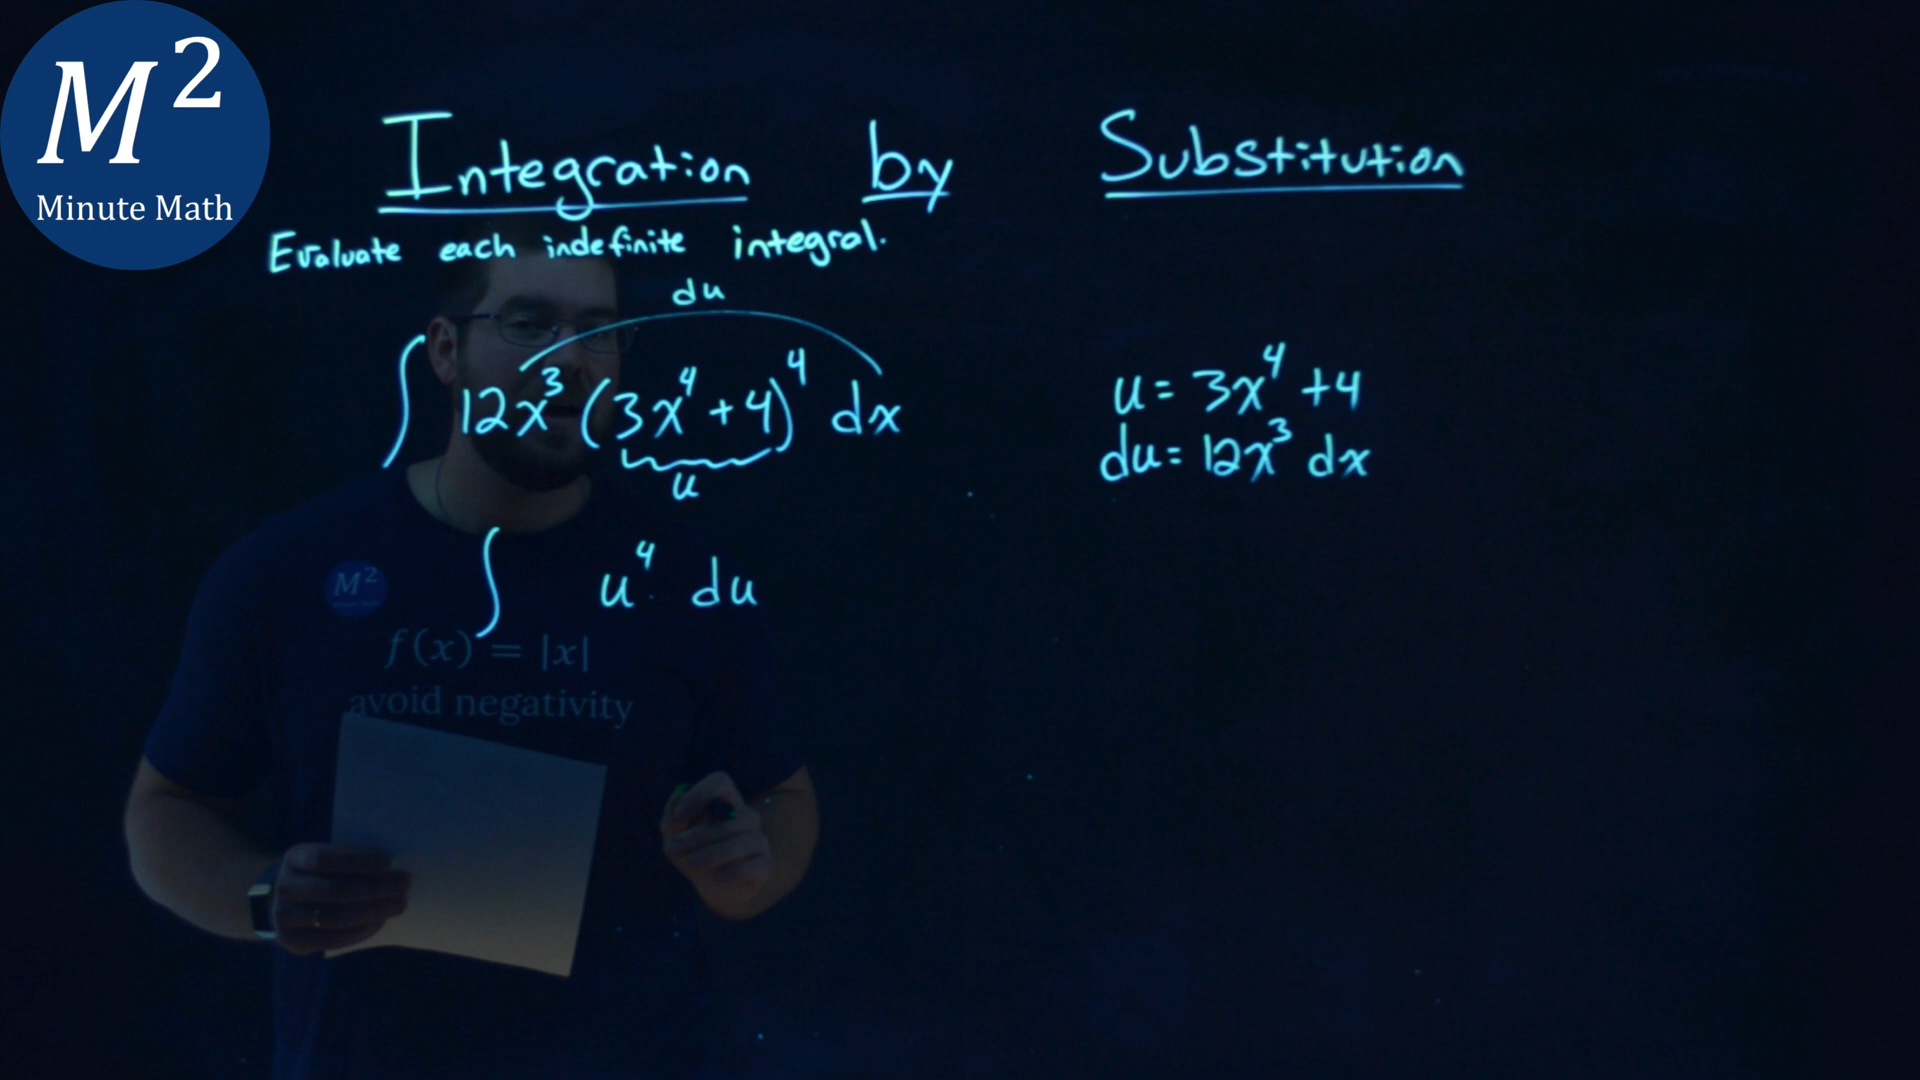 M²
Minute Math
Integration by Substitution
Evaluate each indefinite integral.
du
∫ 12x³ (3x⁴ + 4)⁴ dx
u
u = 3x⁴ + 4
du = 12x³ dx
∫ u⁴ du
M²
f(x) = |x|
avoid negativity